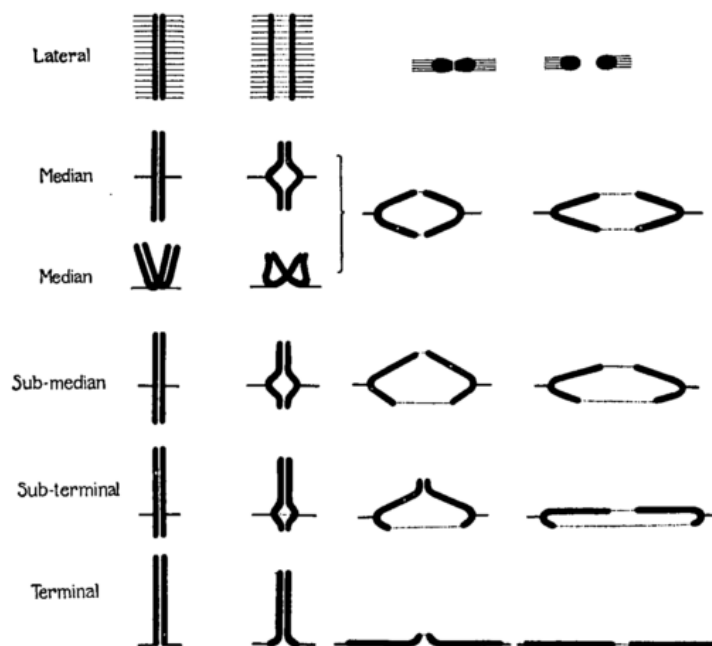 Lateral
Median
Median
Sub-median
Sub-terminal
Terminal